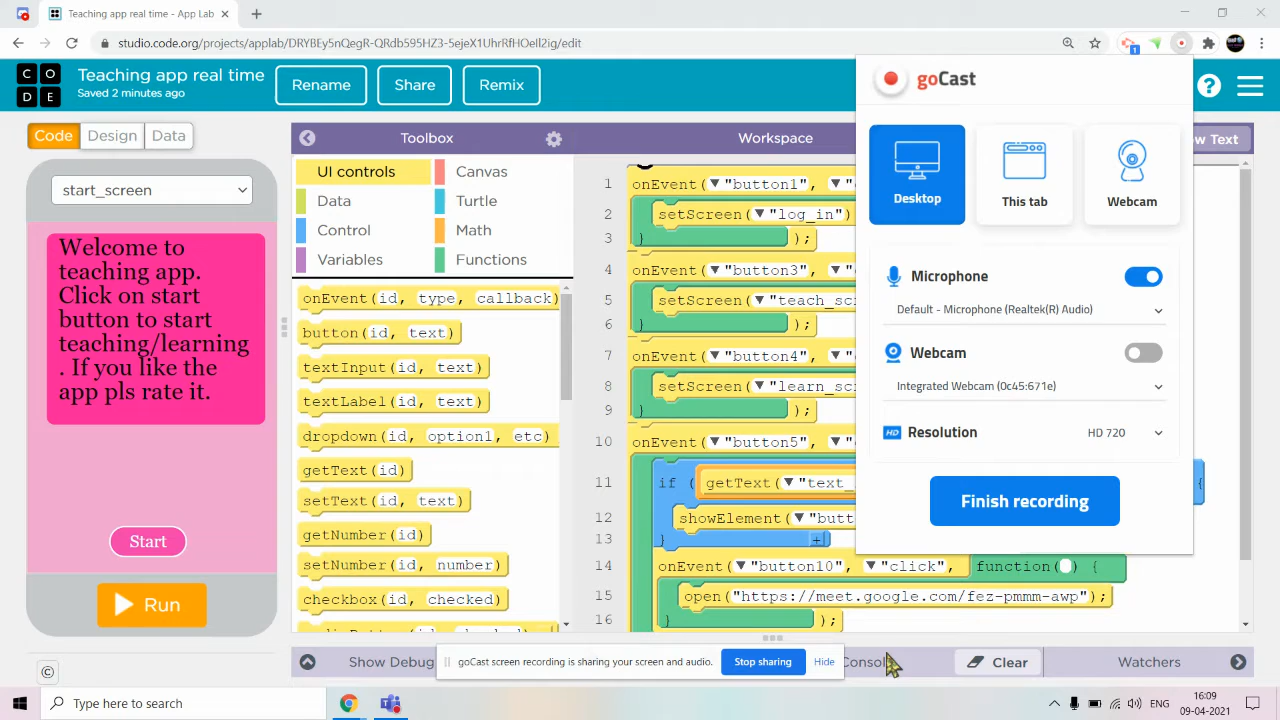 Teaching app real time - App Lab
studio.code.org/projects/applab/DRYBEy5nQegR-QRdb595HZ3-5ejeX1UhrRfHOefI2ig/edit
1
C O
D E
Teaching app real time
Saved 2 minutes ago
Rename
Share
Remix
?
goCast
Desktop
This tab
Webcam
Microphone
Default - Microphone (Realtek(R) Audio)
Webcam
Integrated Webcam (0c45:671e)
HD Resolution
HD 720
Finish recording
Code
Design
Data
start_screen
Welcome to
teaching app.
Click on start
button to start
teaching/learning
. If you like the
app pls rate it.
Start
Run
Toolbox
UI controls
Canvas
Data
Turtle
Control
Math
Variables
Functions
onEvent(id, type, callback)
button(id, text)
textInput(id, text)
textLabel(id, text)
dropdown(id, option1, etc)
getText(id)
setText(id, text)
getNumber(id)
setNumber(id, number)
checkbox(id, checked)
Workspace
w Text
1 onEvent( "button1",
2 setScreen( "log_in")
3 } );
4 onEvent( "button3",
5 setScreen( "teach_sc
6 } );
7 onEvent( "button4",
8 setScreen( "learn_sc
9 } );
10 onEvent( "button5",
11 if ( getText( "text_ {
12 showElement( "butt
13 } +
14 onEvent( "button10", "click", function( ) {
15 open("https://meet.google.com/fez-pmmm-awp");
16 } );
©
Show Debug
goCast screen recording is sharing your screen and audio.
Stop sharing
Hide
Consol
Clear
Watchers
Type here to search
ENG
16:09
09-04-2021